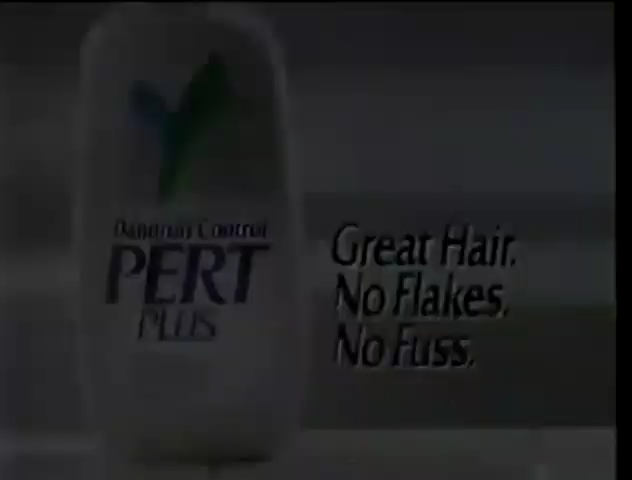 Dandruff Control
PERT
PLUS
Great Hair.
No Flakes.
No Fuss.